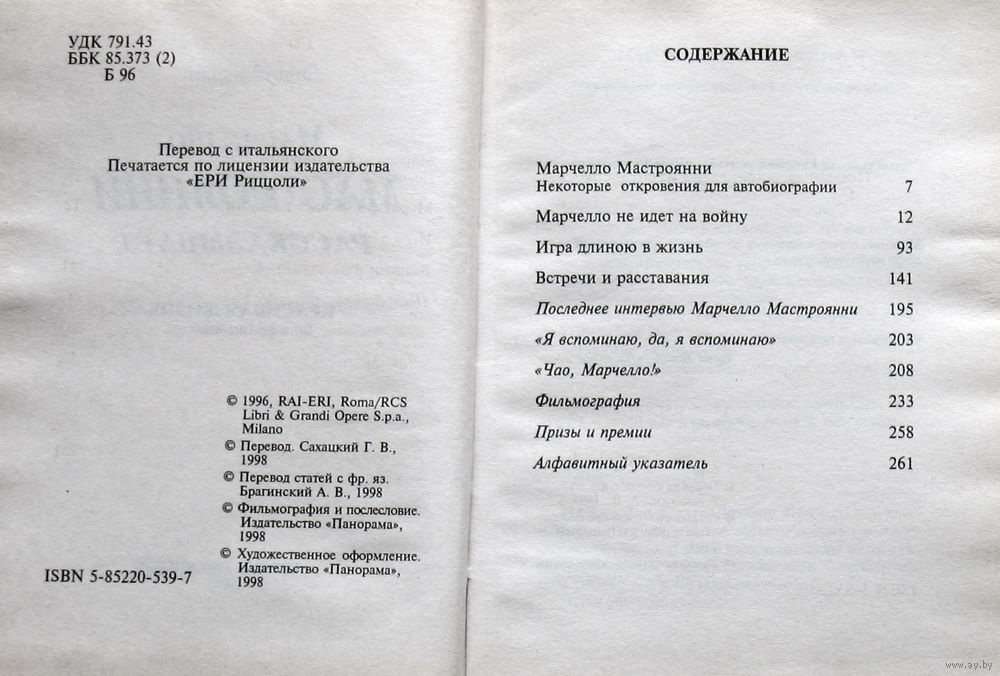 УДК 791.43
ББК 85.373 (2)
Б 96
Перевод с итальянского
Печатается по лицензии издательства
«ЕРИ Риццоли»
© 1996, RAI-ERI, Roma/RCS
Libri & Grandi Opere S.p.a.,
Milano
© Перевод. Сахацкий Г. В.,
1998
© Перевод статей с фр. яз.
Брагинский А. В., 1998
© Фильмография и послесловие.
Издательство «Панорама»,
1998
© Художественное оформление.
Издательство «Панорама»,
1998
ISBN 5-85220-539-7
СОДЕРЖАНИЕ
Марчелло Мастроянни
Некоторые откровения для автобиографии 7
Марчелло не идет на войну 12
Игра длиною в жизнь 93
Встречи и расставания 141
Последнее интервью Марчелло Мастроянни 195
«Я вспоминаю, да, я вспоминаю» 203
«Чао, Марчелло!» 208
Фильмография 233
Призы и премии 258
Алфавитный указатель 261
www.ay.by